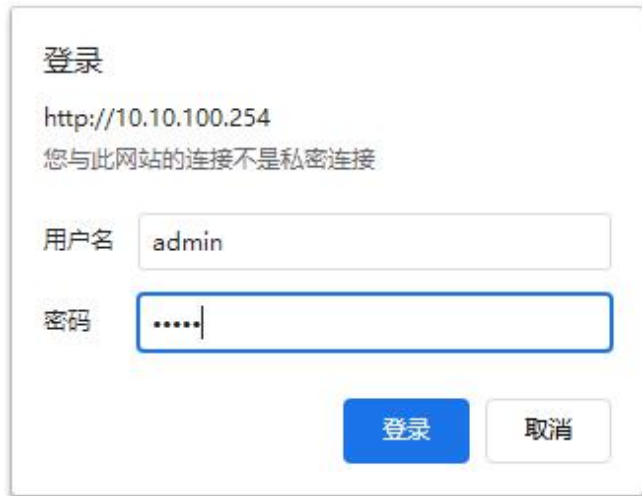 登录
http://10.10.100.254
您与此网站的连接不是私密连接
用户名 admin
密码 •••••
登录 取消